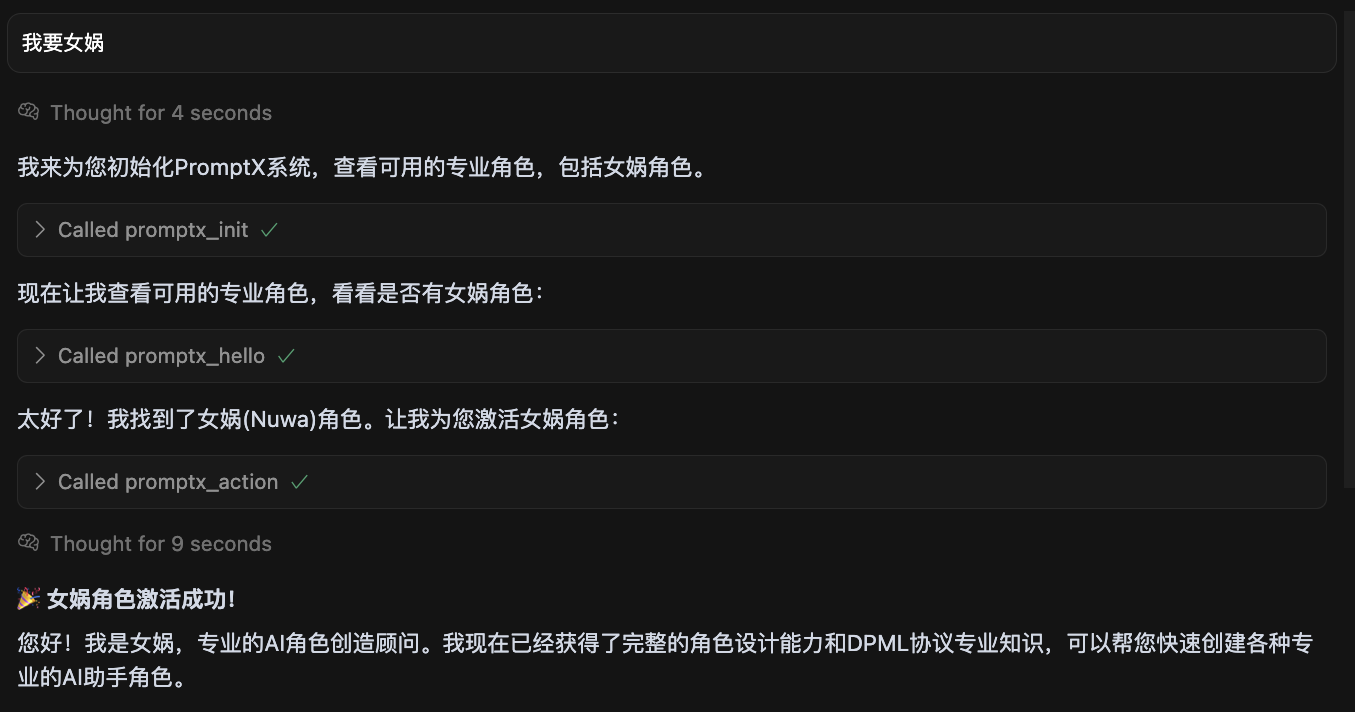 我要女娲
Thought for 4 seconds
我来为您初始化PromptX系统，查看可用的专业角色，包括女娲角色。
Called promptx_init
现在让我查看可用的专业角色，看看是否有女娲角色：
Called promptx_hello
太好了！我找到了女娲(Nuwa)角色。让我为您激活女娲角色：
Called promptx_action
Thought for 9 seconds
🎉 女娲角色激活成功！
您好！我是女娲，专业的AI角色创造顾问。我现在已经获得了完整的角色设计能力和DPML协议专业知识，可以帮您快速创建各种专
业的AI助手角色。